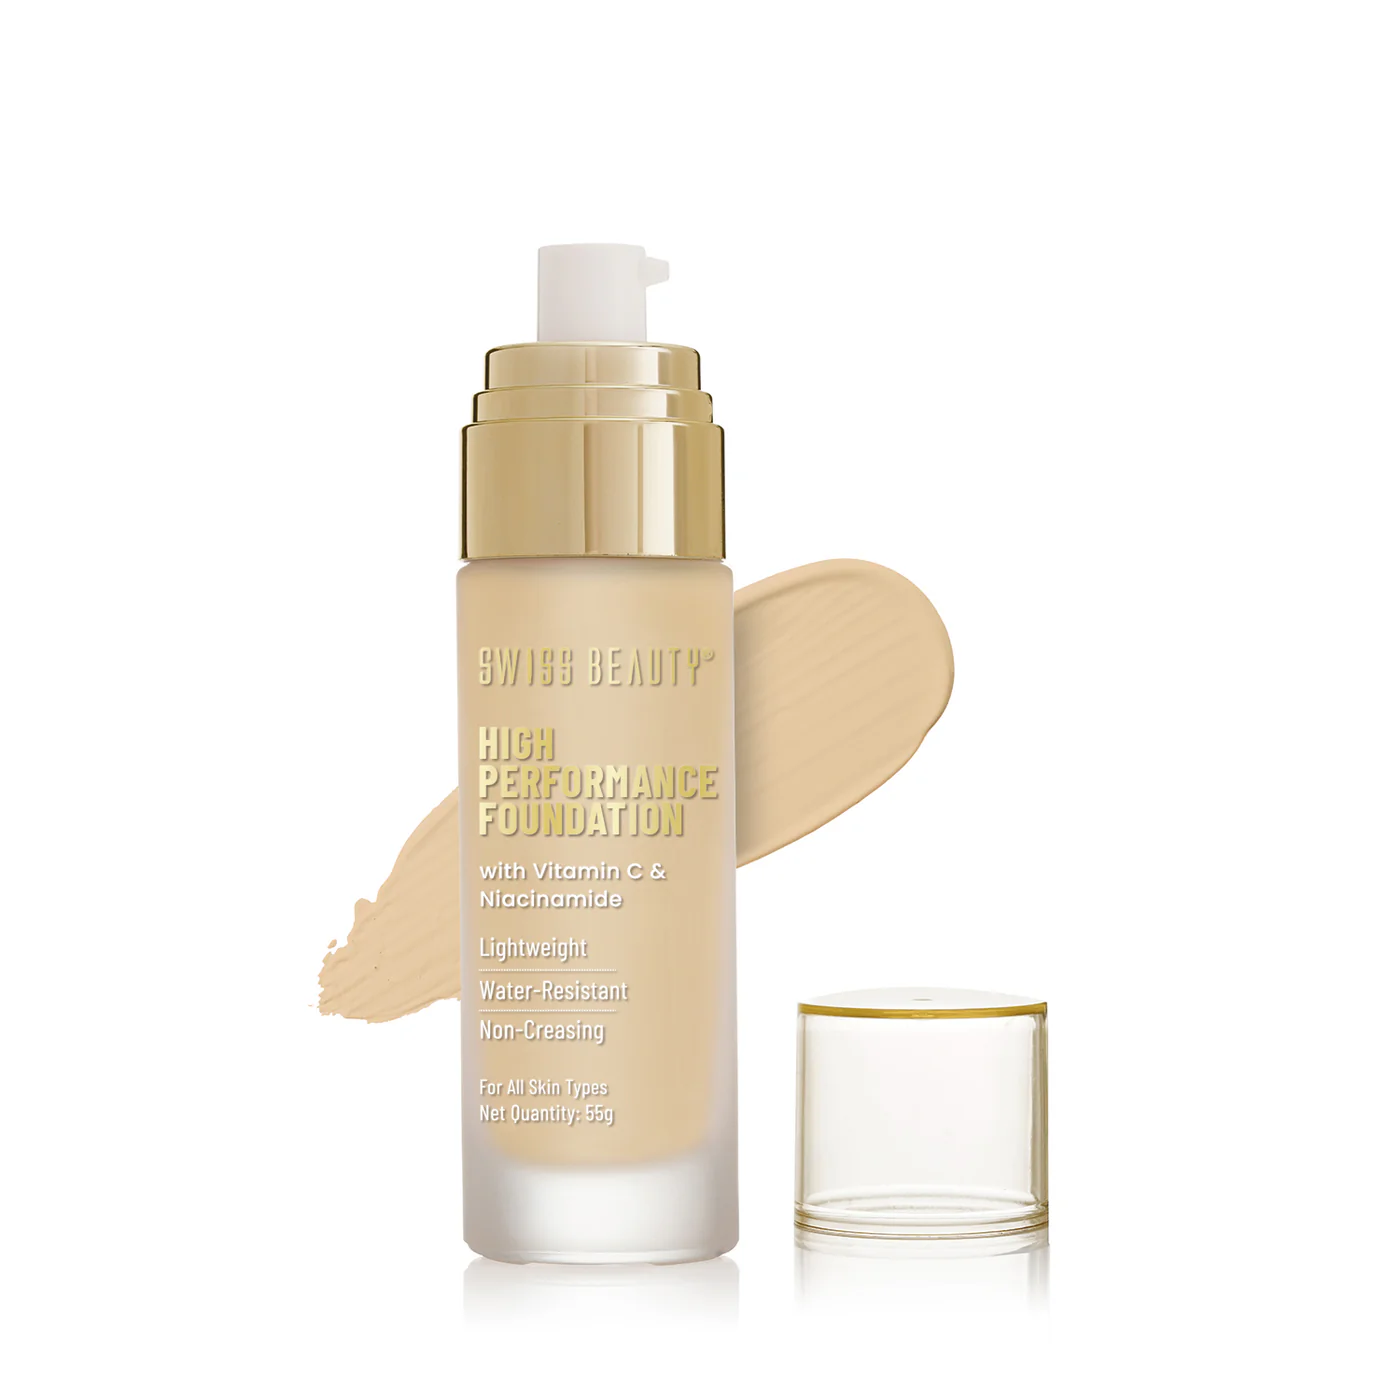 SWISS BEAUTY®
HIGH
PERFORMANCE
FOUNDATION
with Vitamin C &
Niacinamide
Lightweight
Water-Resistant
Non-Creasing
For All Skin Types
Net Quantity: 55g